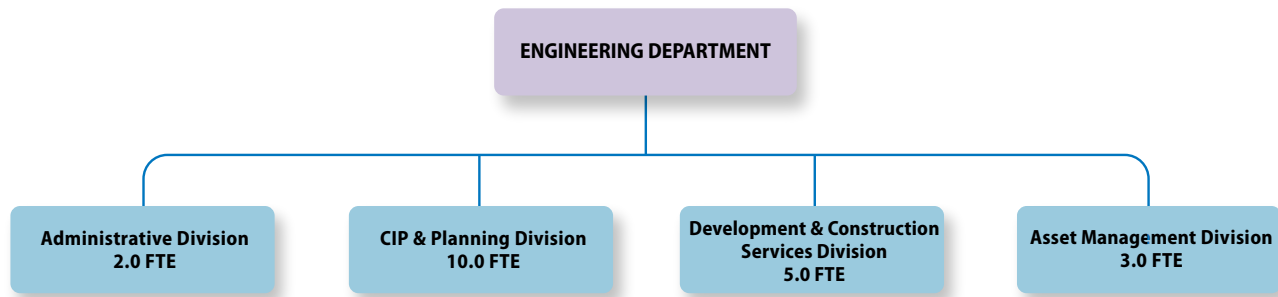 ENGINEERING DEPARTMENT
Administrative Division
2.0 FTE
CIP & Planning Division
10.0 FTE
Development & Construction
Services Division
5.0 FTE
Asset Management Division
3.0 FTE